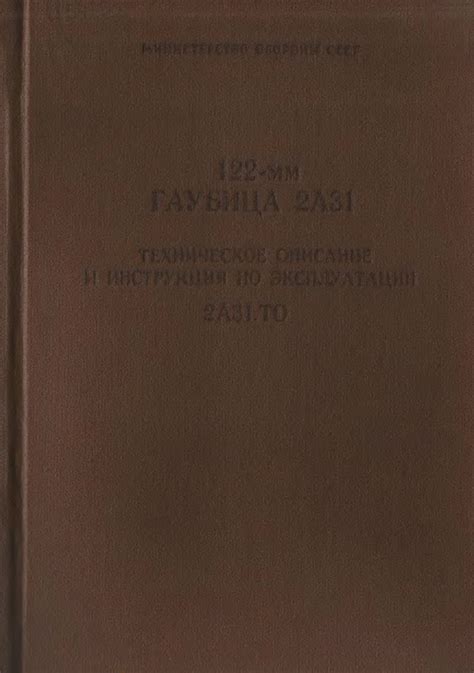 МИНИСТЕРСТВО ОБОРОНЫ СССР
122-мм
ГАУБИЦА 2А31
ТЕХНИЧЕСКОЕ ОПИСАНИЕ
И ИНСТРУКЦИЯ ПО ЭКСПЛУАТАЦИИ
2А31.ТО